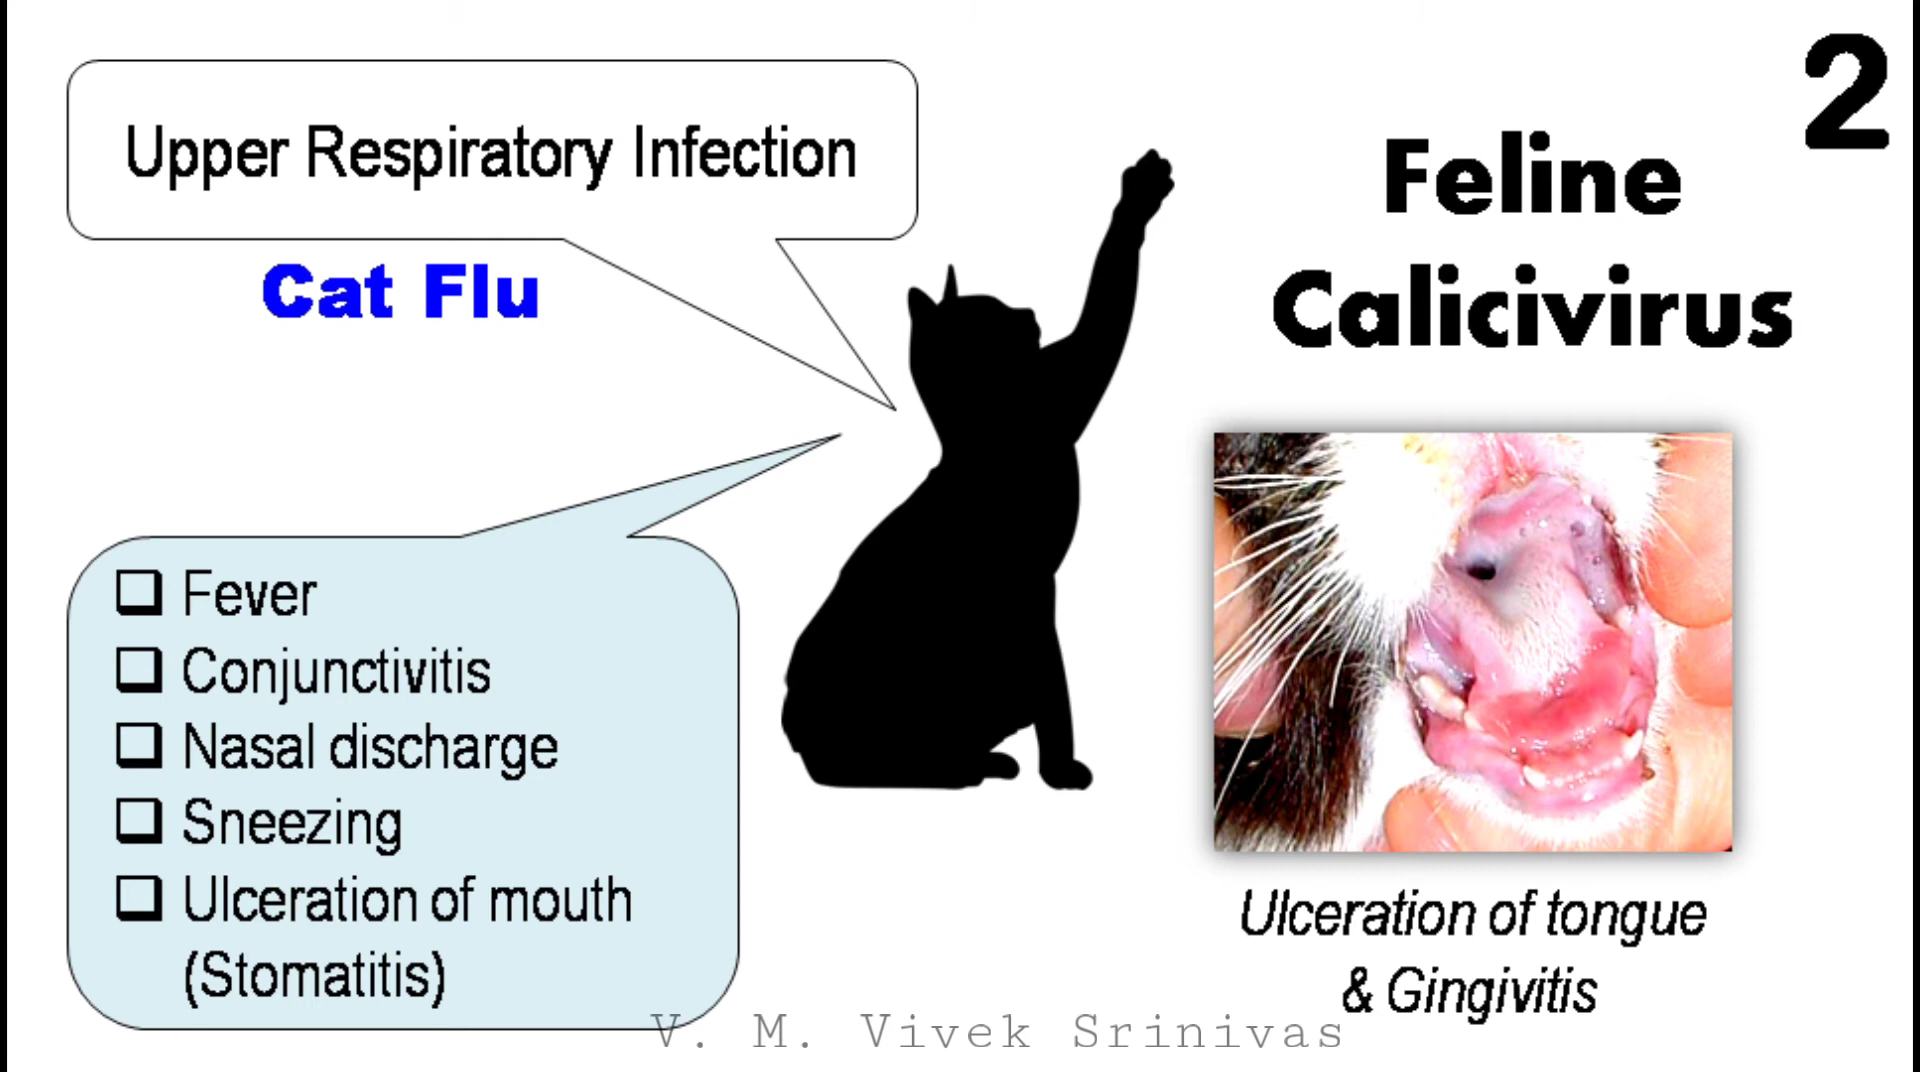 2
Upper Respiratory Infection
Cat Flu
Feline
Calicivirus
Fever
Conjunctivitis
Nasal discharge
Sneezing
Ulceration of mouth
(Stomatitis)
Ulceration of tongue
& Gingivitis
V. M. Vivek Srinivas